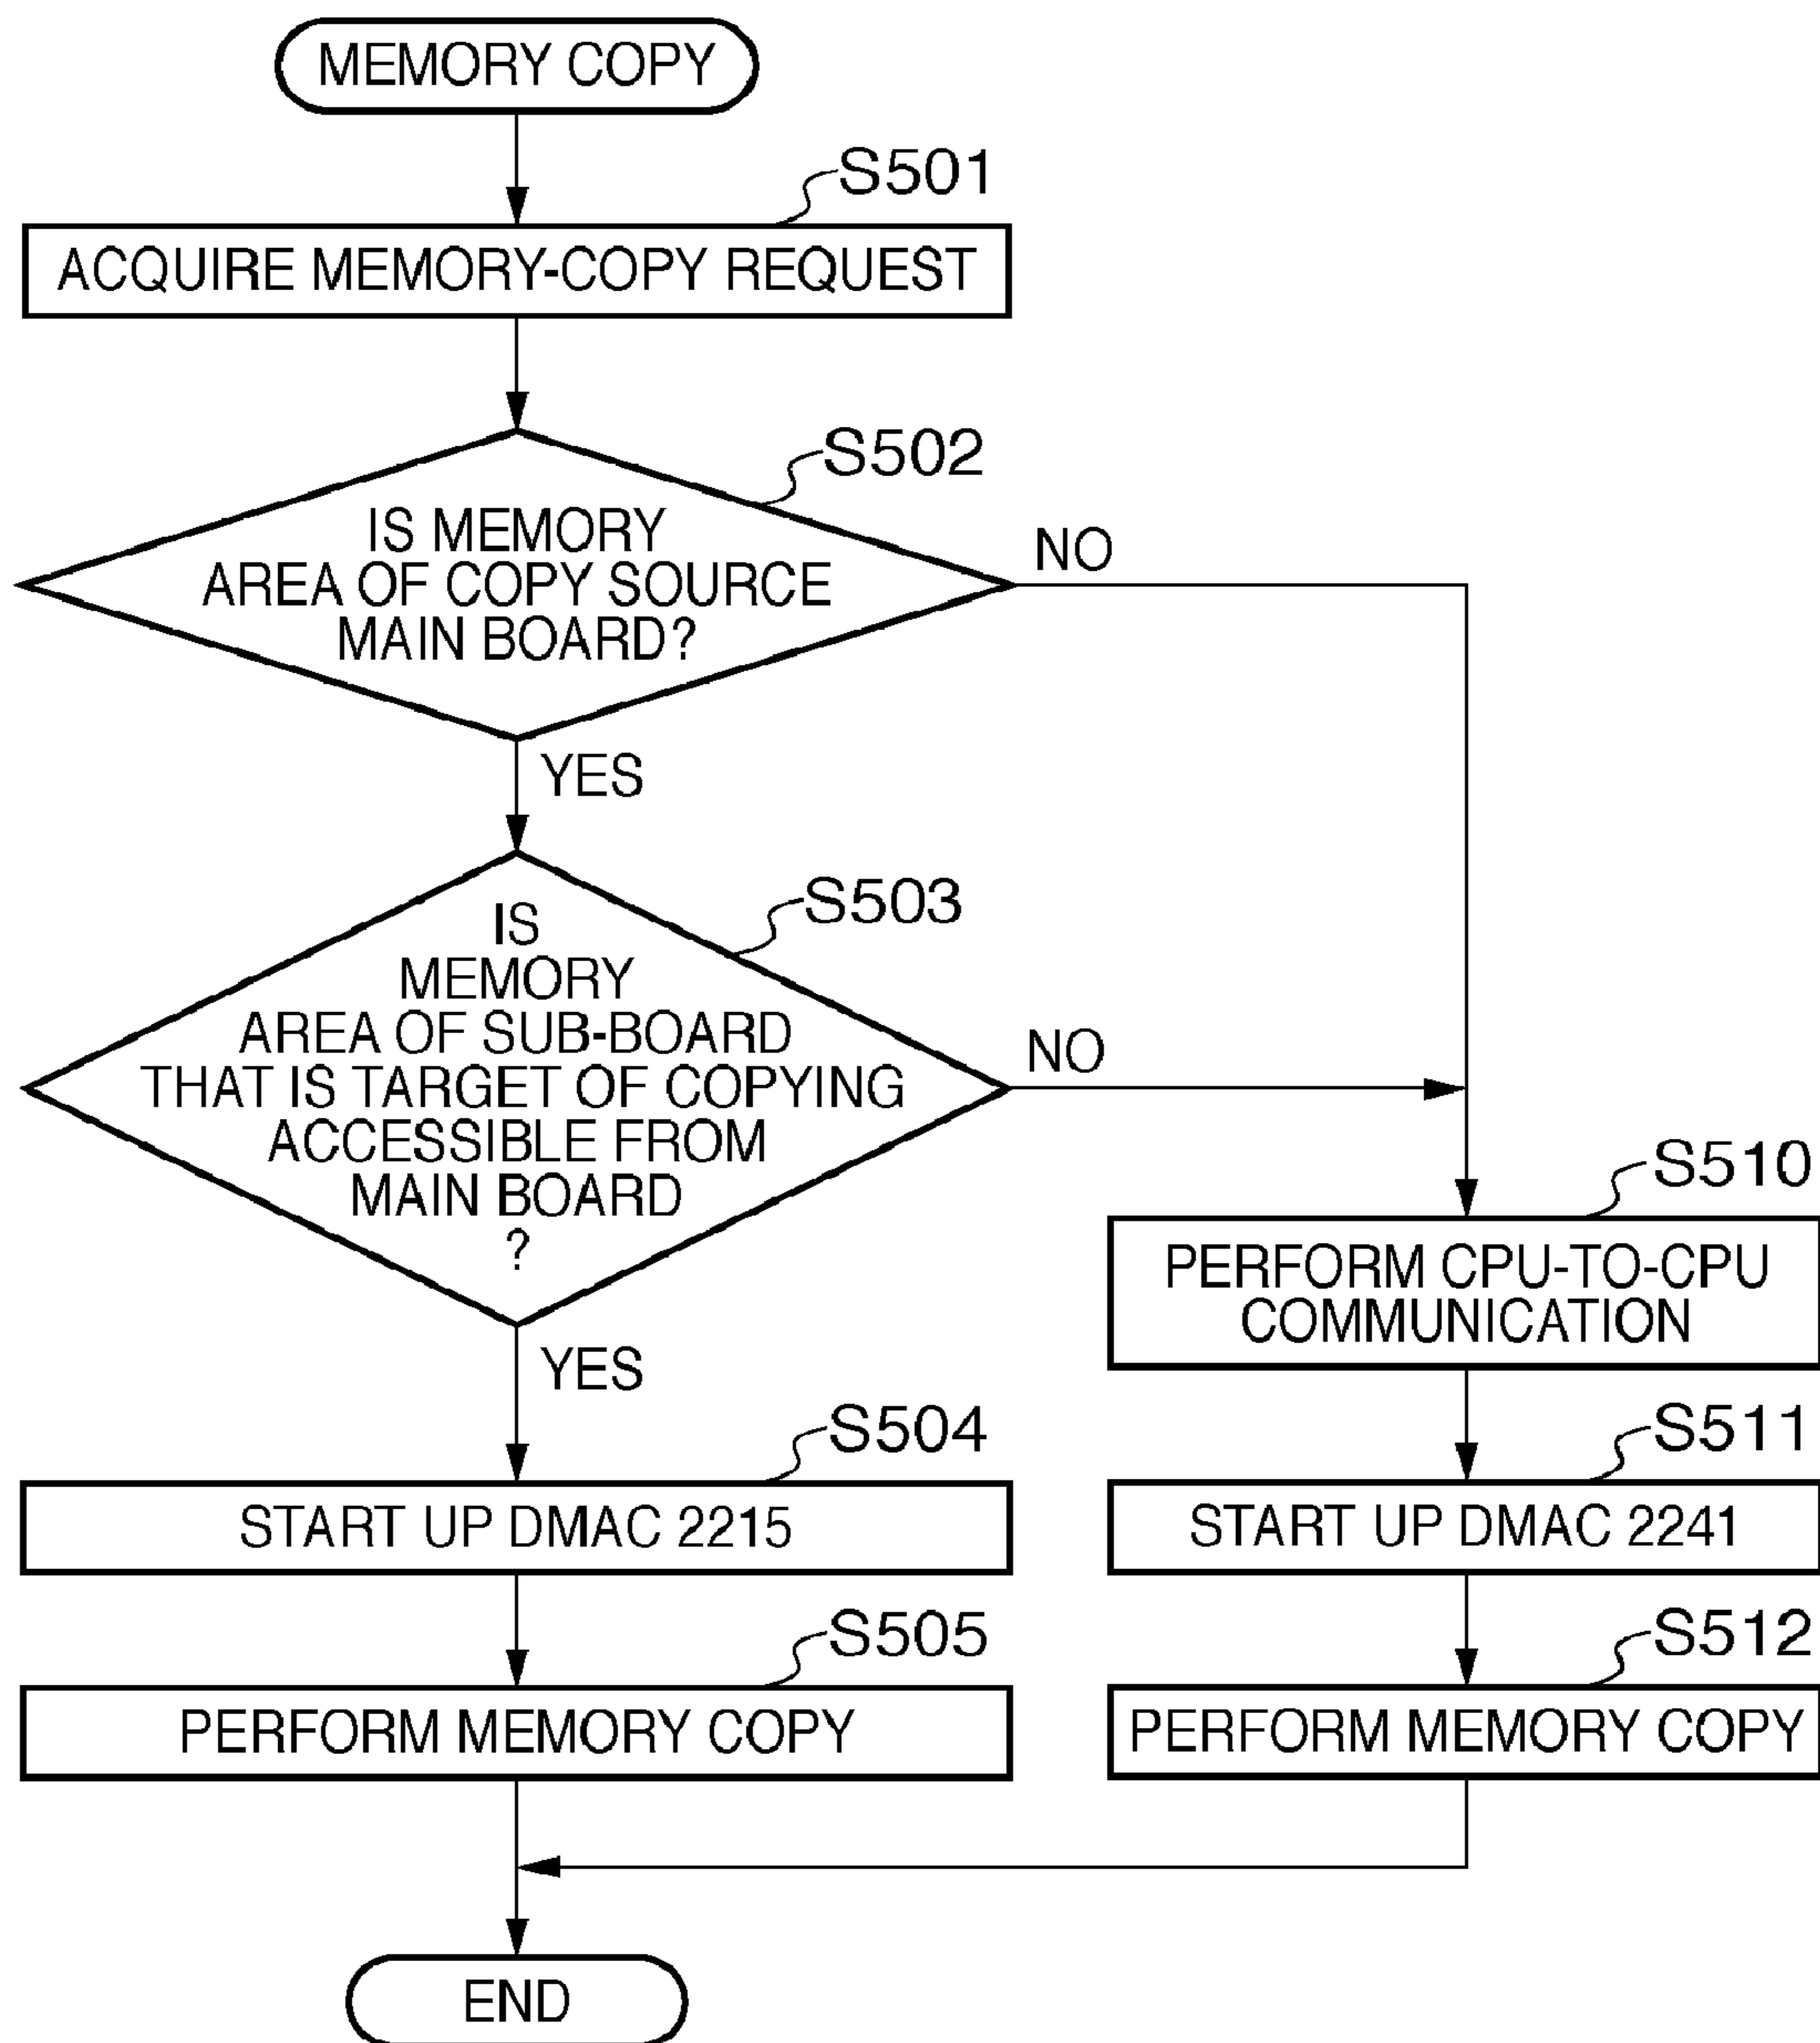 MEMORY COPY
S501
ACQUIRE MEMORY-COPY REQUEST
S502
IS MEMORY
AREA OF COPY SOURCE
MAIN BOARD?
NO
YES
S503
IS
MEMORY
AREA OF SUB-BOARD
THAT IS TARGET OF COPYING
ACCESSIBLE FROM
MAIN BOARD
?
NO
YES
S504
START UP DMAC 2215
S505
PERFORM MEMORY COPY
S510
PERFORM CPU-TO-CPU
COMMUNICATION
S511
START UP DMAC 2241
S512
PERFORM MEMORY COPY
END